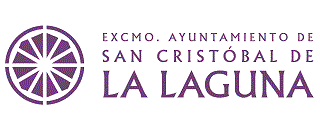 EXCMO. AYUNTAMIENTO DE
SAN CRISTÓBAL DE
LA LAGUNA